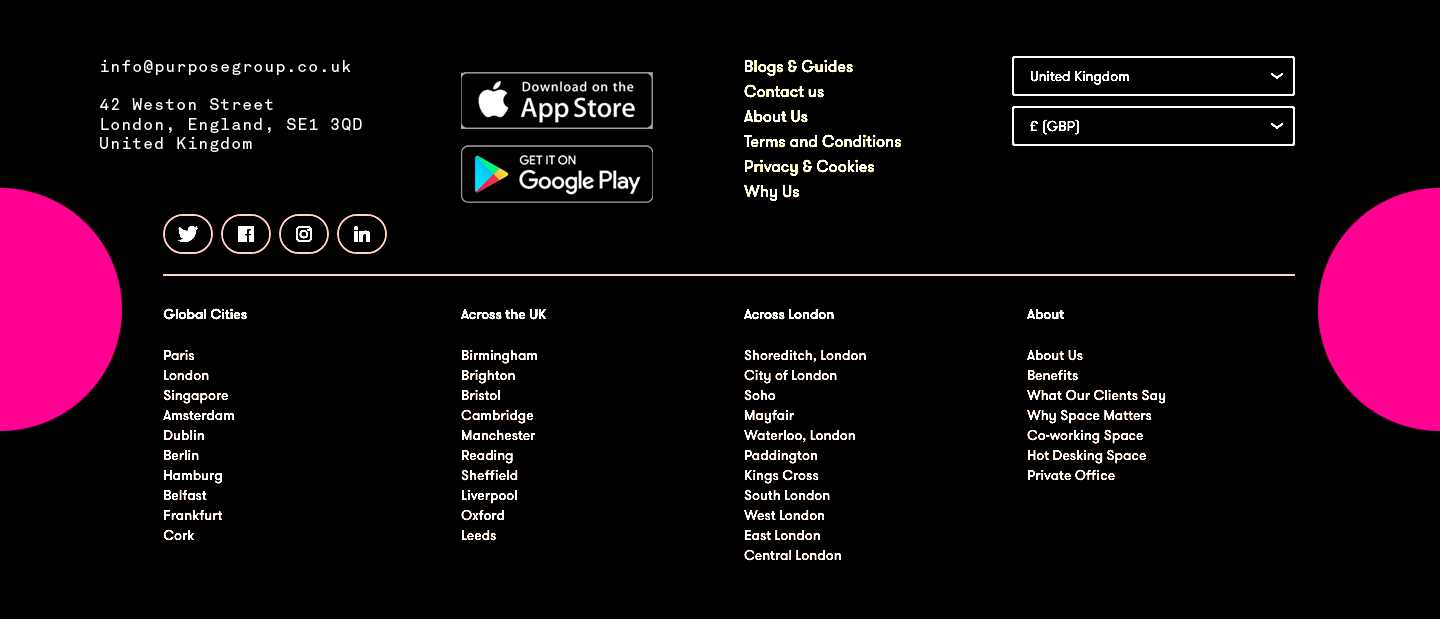 info@purposegroup.co.uk
42 Weston Street
London, England, SE1 3QD
United Kingdom
Download on the
App Store
GET IT ON
Google Play
Blogs & Guides
Contact us
About Us
Terms and Conditions
Privacy & Cookies
Why Us
United Kingdom
£ (GBP)
Global Cities
Paris
London
Singapore
Amsterdam
Dublin
Berlin
Hamburg
Belfast
Frankfurt
Cork
Across the UK
Birmingham
Brighton
Bristol
Cambridge
Manchester
Reading
Sheffield
Liverpool
Oxford
Leeds
Across London
Shoreditch, London
City of London
Soho
Mayfair
Waterloo, London
Paddington
Kings Cross
South London
West London
East London
Central London
About
About Us
Benefits
What Our Clients Say
Why Space Matters
Co-working Space
Hot Desking Space
Private Office